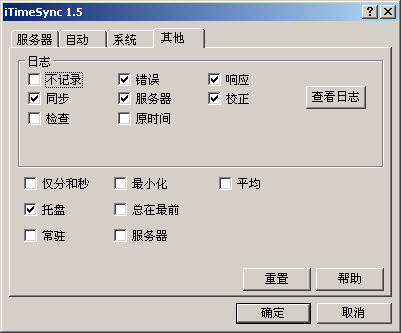 iTimeSync 1.5
服务器 自动 系统 其他
日志
不记录 错误 响应
同步 服务器 校正 查看日志
检查 原时间
仅分和秒 最小化 平均
托盘 总在最前
常驻 服务器
重置 帮助
确定 取消